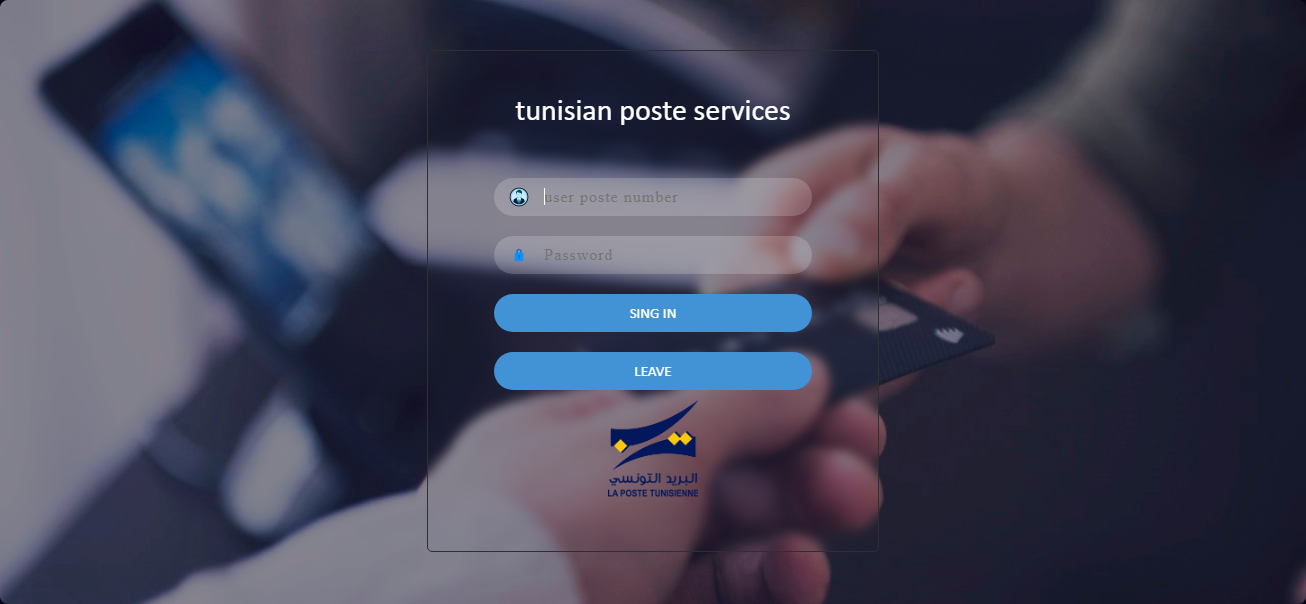 tunisian poste services
user poste number
Password
SING IN
LEAVE
البريد التونسي
LA POSTE TUNISIENNE